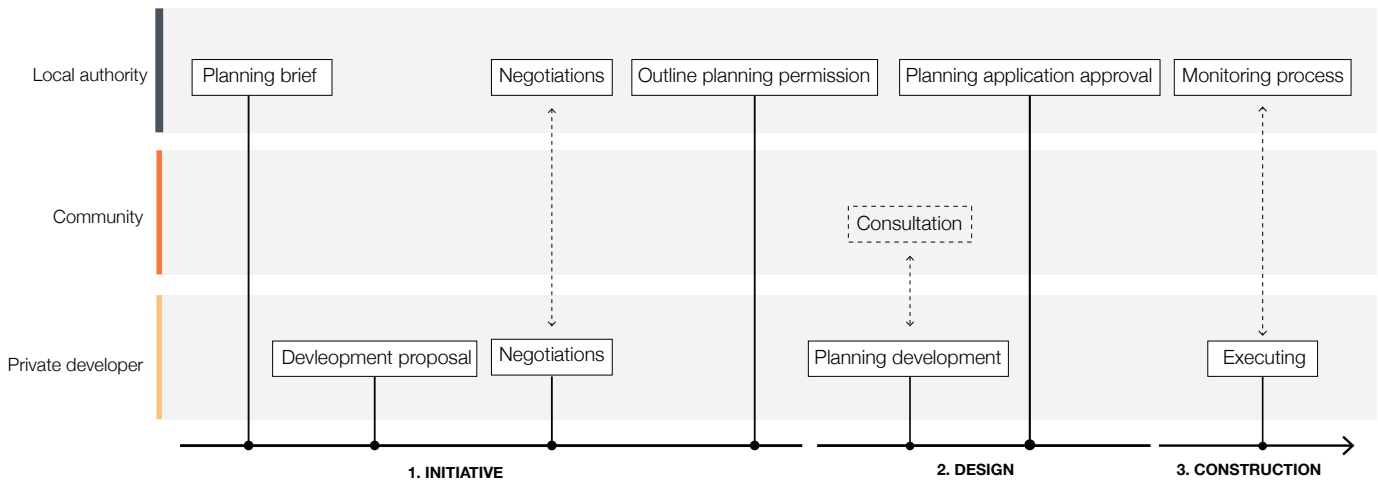 Local authority
Planning brief
Negotiations
Outline planning permission
Planning application approval
Monitoring process
Community
Consultation
Private developer
Devleopment proposal
Negotiations
Planning development
Executing
1. INITIATIVE
2. DESIGN
3. CONSTRUCTION